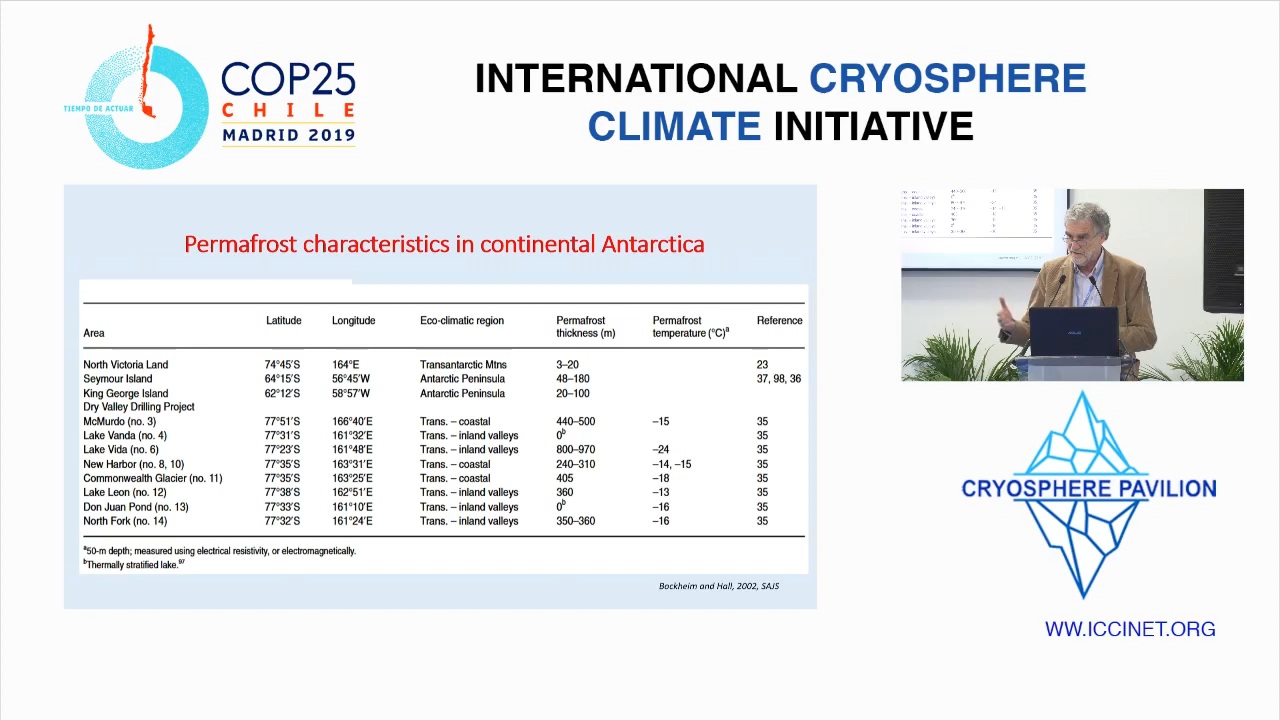 TIEMPO DE ACTUAR
COP25
CHILE
MADRID 2019
INTERNATIONAL CRYOSPHERE
CLIMATE INITIATIVE
Permafrost characteristics in continental Antarctica
Area Latitude Longitude Eco-climatic region Permafrost thickness (m) Permafrost temperature (°C)a Reference
North Victoria Land 74°45'S 164°E Transantarctic Mtns 3–20 23
Seymour Island 64°15'S 56°45'W Antarctic Peninsula 48–180 37, 98, 36
King George Island 62°12'S 58°57'W Antarctic Peninsula 20–100
Dry Valley Drilling Project
McMurdo (no. 3) 77°51'S 166°40'E Trans. – coastal 440–500 –15 35
Lake Vanda (no. 4) 77°31'S 161°32'E Trans. – inland valleys 0b 35
Lake Vida (no. 6) 77°23'S 161°48'E Trans. – inland valleys 800–970 –24 35
New Harbor (no. 8, 10) 77°35'S 163°31'E Trans. – coastal 240–310 –14, –15 35
Commonwealth Glacier (no. 11) 77°35'S 163°25'E Trans. – coastal 405 –18 35
Lake Leon (no. 12) 77°38'S 162°51'E Trans. – inland valleys 360 –13 35
Don Juan Pond (no. 13) 77°33'S 161°10'E Trans. – inland valleys 0b –16 35
North Fork (no. 14) 77°32'S 161°24'E Trans. – inland valleys 350–360 –16 35
a50-m depth; measured using electrical resistivity, or electromagnetically.
bThermally stratified lake.97
Bockheim and Hall, 2002, SAJS
CRYOSPHERE PAVILION
WW.ICCINET.ORG